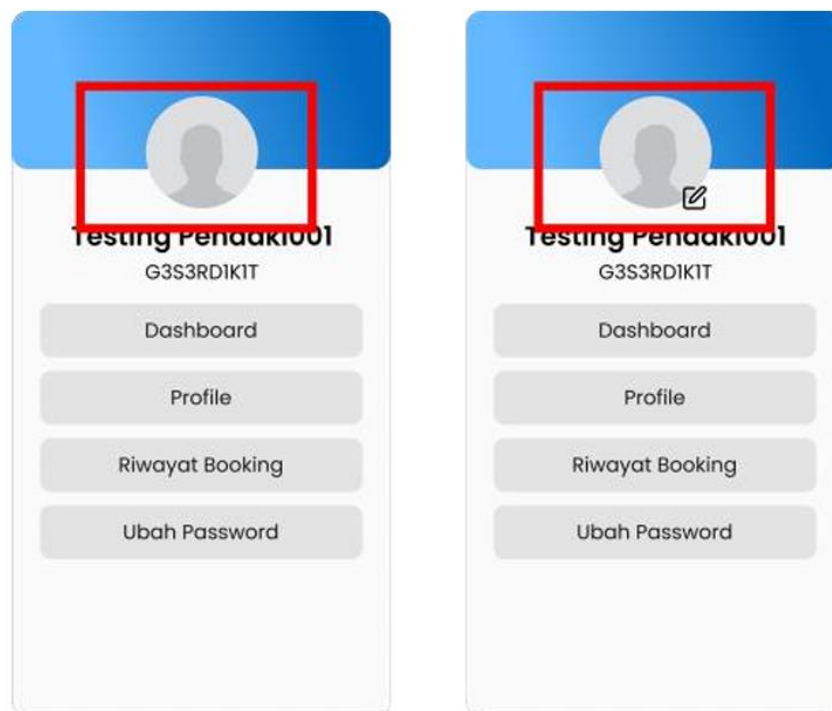 Testing Pendaki001
G3S3RD1K1T
Dashboard
Profile
Riwayat Booking
Ubah Password
Testing Pendaki001
G3S3RD1K1T
Dashboard
Profile
Riwayat Booking
Ubah Password